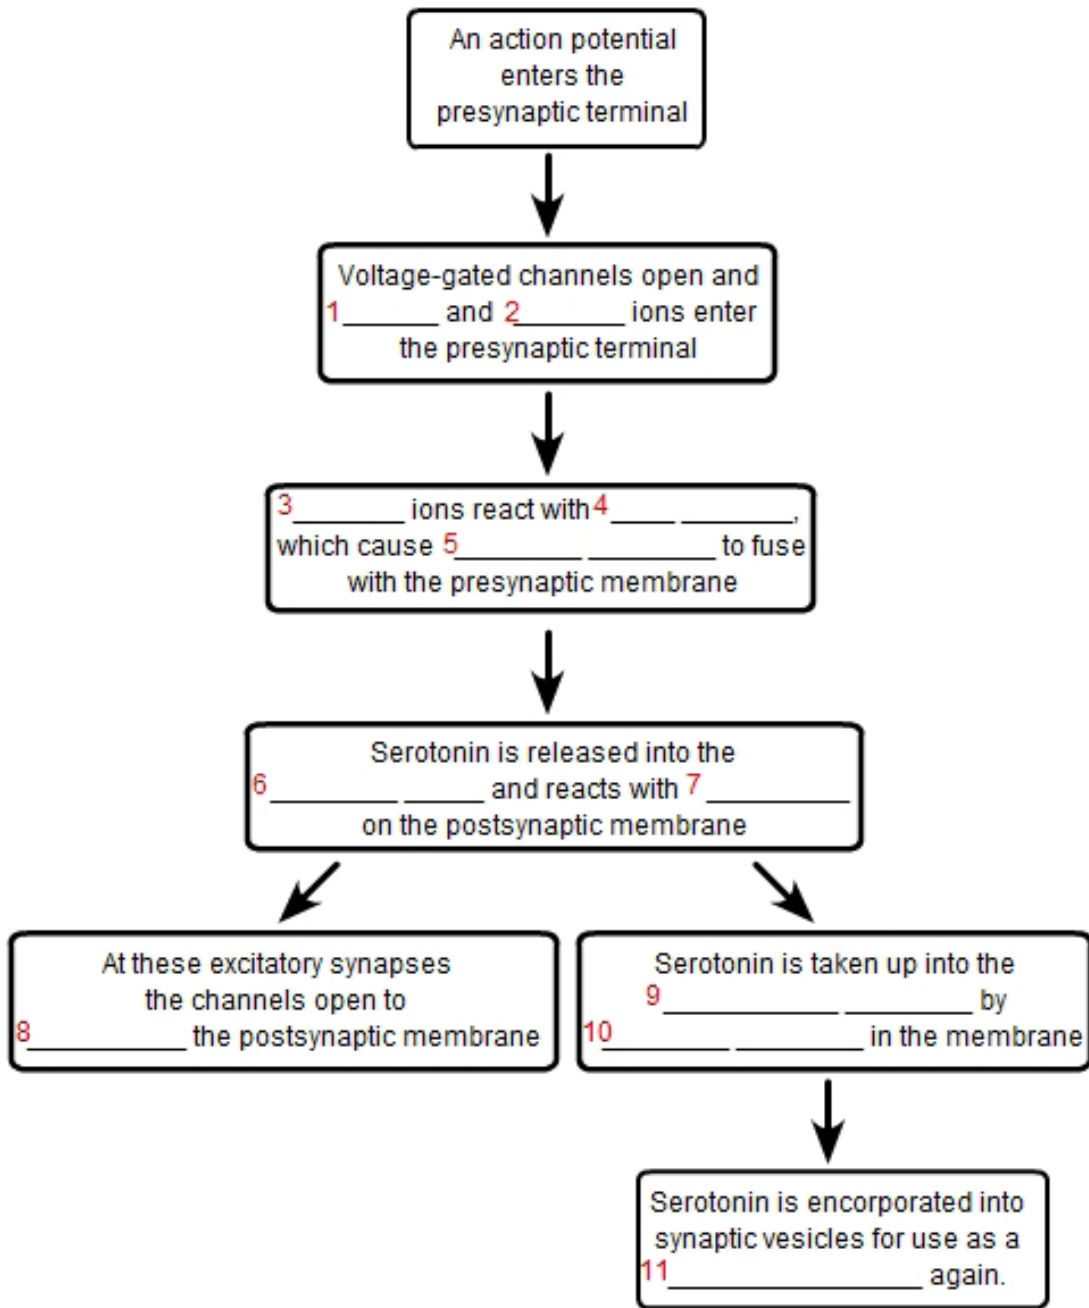 An action potential
enters the
presynaptic terminal
Voltage-gated channels open and
1_______ and 2________ ions enter
the presynaptic terminal
3________ ions react with 4_____ ________,
which cause 5_________ _________ to fuse
with the presynaptic membrane
Serotonin is released into the
6_________ ______ and reacts with 7__________
on the postsynaptic membrane
At these excitatory synapses
the channels open to
8___________ the postsynaptic membrane
Serotonin is taken up into the
9____________ _________ by
10_________ _________ in the membrane
Serotonin is encorporated into
synaptic vesicles for use as a
11__________________ again.